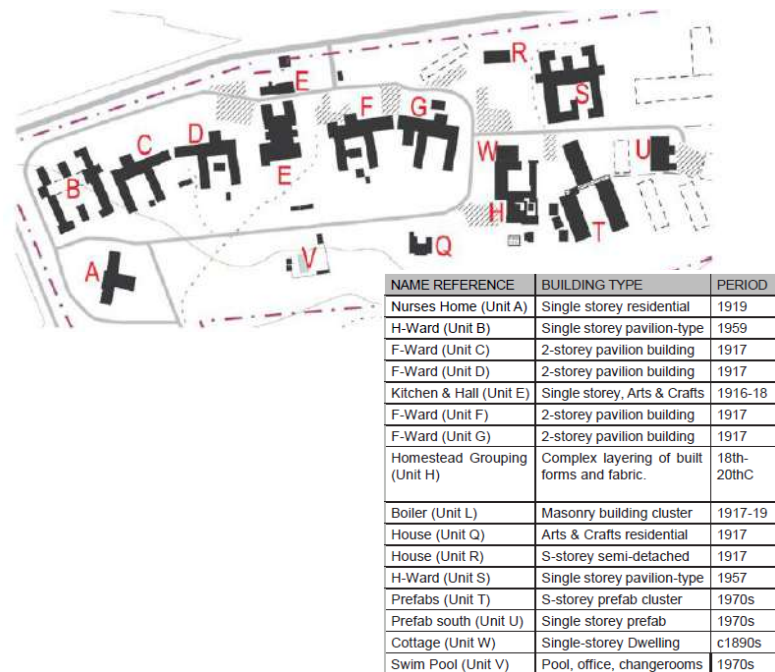 R
E
S
F
G
C
D
W
U
B
E
H
T
Q
V
A
NAME REFERENCE BUILDING TYPE PERIOD
Nurses Home (Unit A) Single storey residential 1919
H-Ward (Unit B) Single storey pavilion-type 1959
F-Ward (Unit C) 2-storey pavilion building 1917
F-Ward (Unit D) 2-storey pavilion building 1917
Kitchen & Hall (Unit E) Single storey, Arts & Crafts 1916-18
F-Ward (Unit F) 2-storey pavilion building 1917
F-Ward (Unit G) 2-storey pavilion building 1917
Homestead Grouping Complex layering of built 18th-
(Unit H) forms and fabric. 20thC
Boiler (Unit L) Masonry building cluster 1917-19
House (Unit Q) Arts & Crafts residential 1917
House (Unit R) S-storey semi-detached 1917
H-Ward (Unit S) Single storey pavilion-type 1957
Prefabs (Unit T) S-storey prefab cluster 1970s
Prefab south (Unit U) Single storey prefab 1970s
Cottage (Unit W) Single-storey Dwelling c1890s
Swim Pool (Unit V) Pool, office, changerooms 1970s